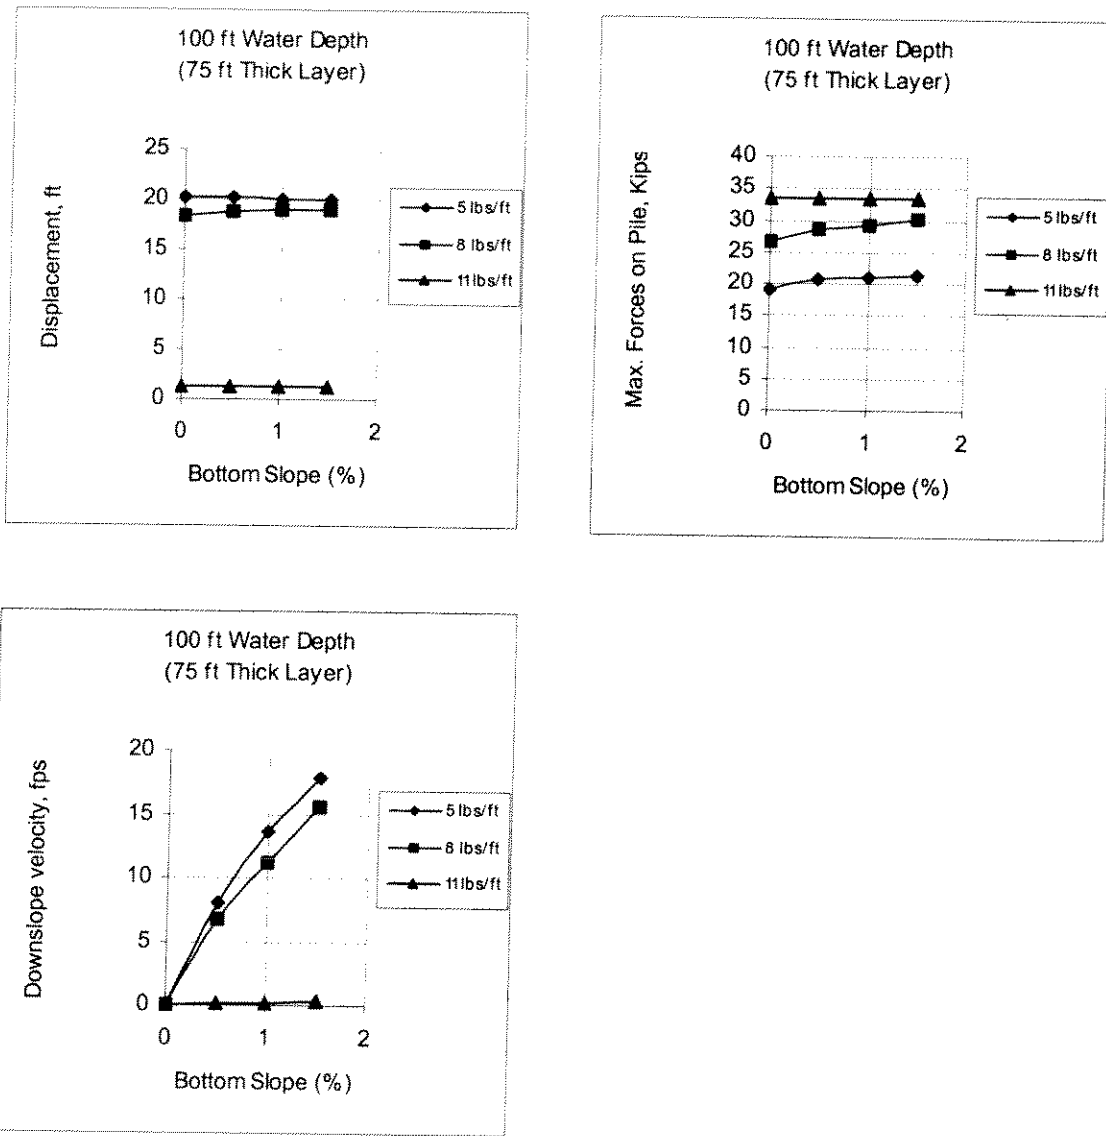 100 ft Water Depth
(75 ft Thick Layer)
Displacement, ft
25
20
15
10
5
0
0 1 2
Bottom Slope (%)
5 lbs/ft
8 lbs/ft
11 lbs/ft
100 ft Water Depth
(75 ft Thick Layer)
Max. Forces on Pile, Kips
40
35
30
25
20
15
10
5
0
0 1 2
Bottom Slope (%)
5 lbs/ft
8 lbs/ft
11 lbs/ft
100 ft Water Depth
(75 ft Thick Layer)
Downslope velocity, fps
20
15
10
5
0
0 1 2
Bottom Slope (%)
5 lbs/ft
8 lbs/ft
11 lbs/ft